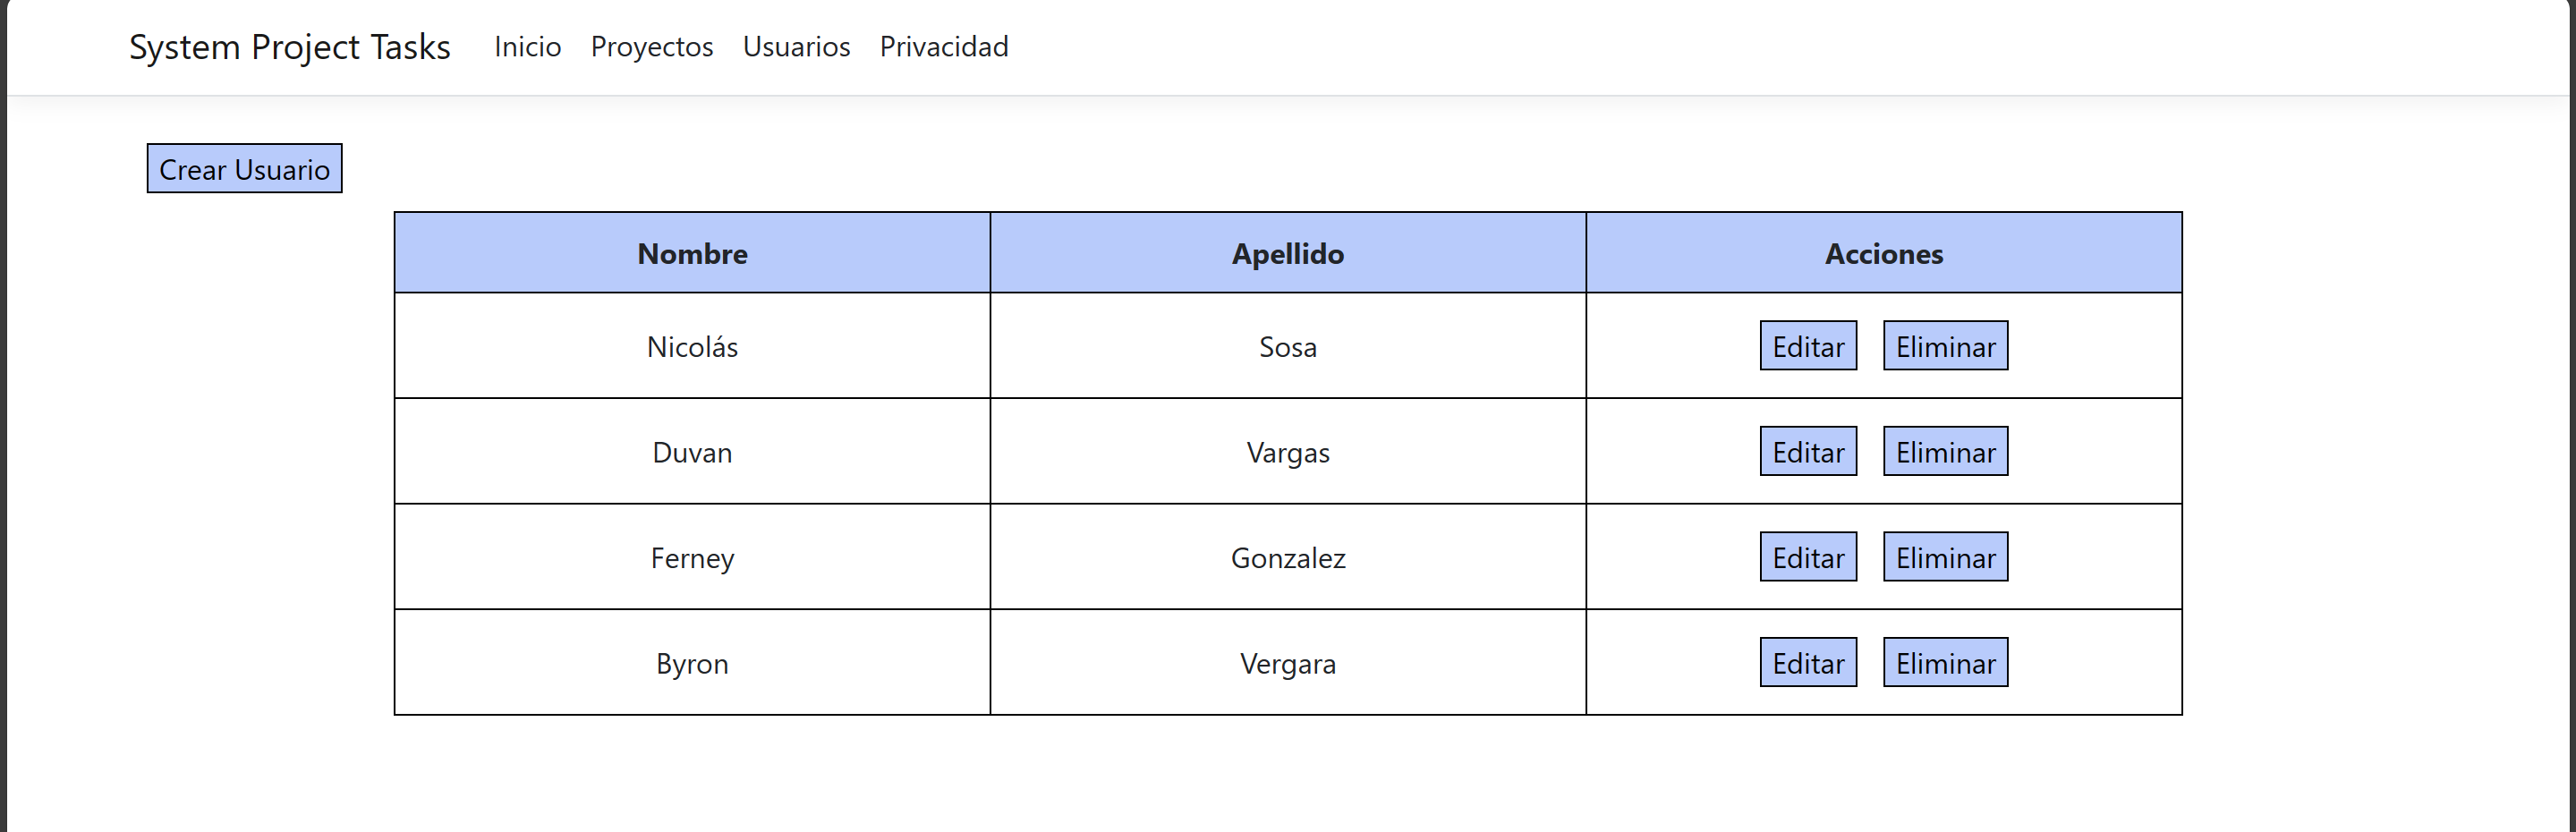 System Project Tasks Inicio Proyectos Usuarios Privacidad
Crear Usuario
Nombre Apellido Acciones
Nicolás Sosa Editar Eliminar
Duvan Vargas Editar Eliminar
Ferney Gonzalez Editar Eliminar
Byron Vergara Editar Eliminar